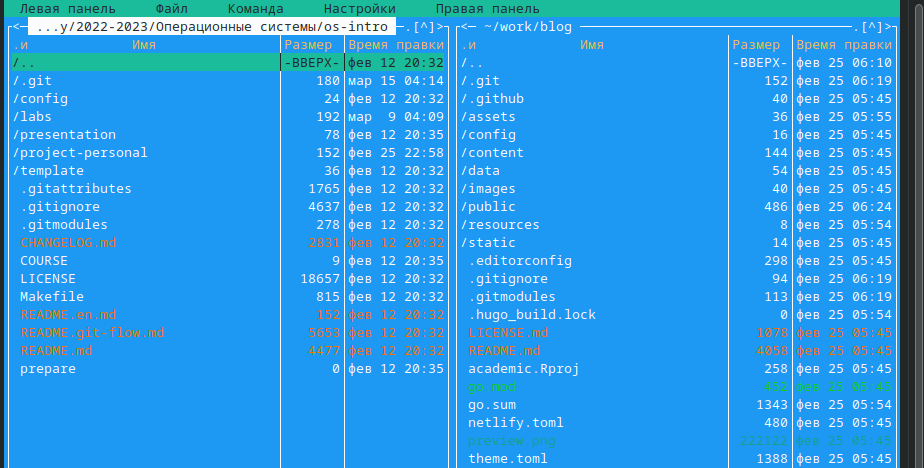 Левая панель Файл Команда Настройки Правая панель
<— ...y/2022-2023/Операционные системы/os-intro —.[^]>
.и Имя Размер Время правки
/.. -ВВЕРХ- фев 12 20:32
/.git 180 мар 15 04:14
/config 24 фев 12 20:32
/labs 192 мар 9 04:09
/presentation 78 фев 12 20:35
/project-personal 152 фев 25 22:58
/template 36 фев 12 20:32
.gitattributes 1765 фев 12 20:32
.gitignore 4637 фев 12 20:32
.gitmodules 278 фев 12 20:32
CHANGELOG.md 2831 фев 12 20:32
COURSE 9 фев 12 20:35
LICENSE 18657 фев 12 20:32
Makefile 815 фев 12 20:32
README.en.md 152 фев 12 20:32
README.git-flow.md 5653 фев 12 20:32
README.md 4477 фев 12 20:32
prepare 0 фев 12 20:35
<— ~/work/blog —.[^]>
.и Имя Размер Время правки
/.. -ВВЕРХ- фев 25 06:10
/.git 152 фев 25 06:19
/.github 40 фев 25 05:45
/assets 36 фев 25 05:55
/config 16 фев 25 05:45
/content 144 фев 25 05:45
/data 54 фев 25 05:45
/images 40 фев 25 05:45
/public 486 фев 25 06:24
/resources 8 фев 25 05:54
/static 14 фев 25 05:45
.editorconfig 298 фев 25 05:45
.gitignore 94 фев 25 06:19
.gitmodules 113 фев 25 06:19
.hugo_build.lock 0 фев 25 05:54
LICENSE.md 1078 фев 25 05:45
README.md 4058 фев 25 05:45
academic.Rproj 258 фев 25 05:45
go.mod фев 25 05:45
go.sum 1343 фев 25 05:54
netlify.toml 480 фев 25 05:45
preview.png 222122 фев 25 05:45
theme.toml 1388 фев 25 05:45